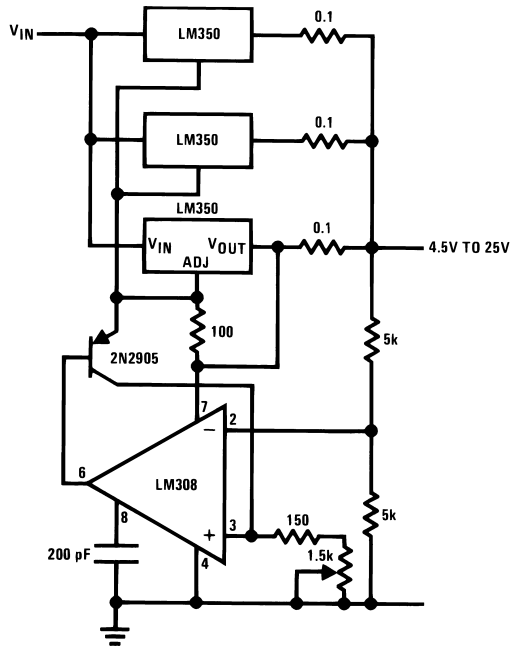 0.1
VIN
LM350
0.1
LM350
LM350
0.1
VIN VOUT
ADJ
4.5V TO 25V
100
5k
2N2905
7
2
−
6
LM308
5k
8
+
3
150
1.5k
200 pF
4